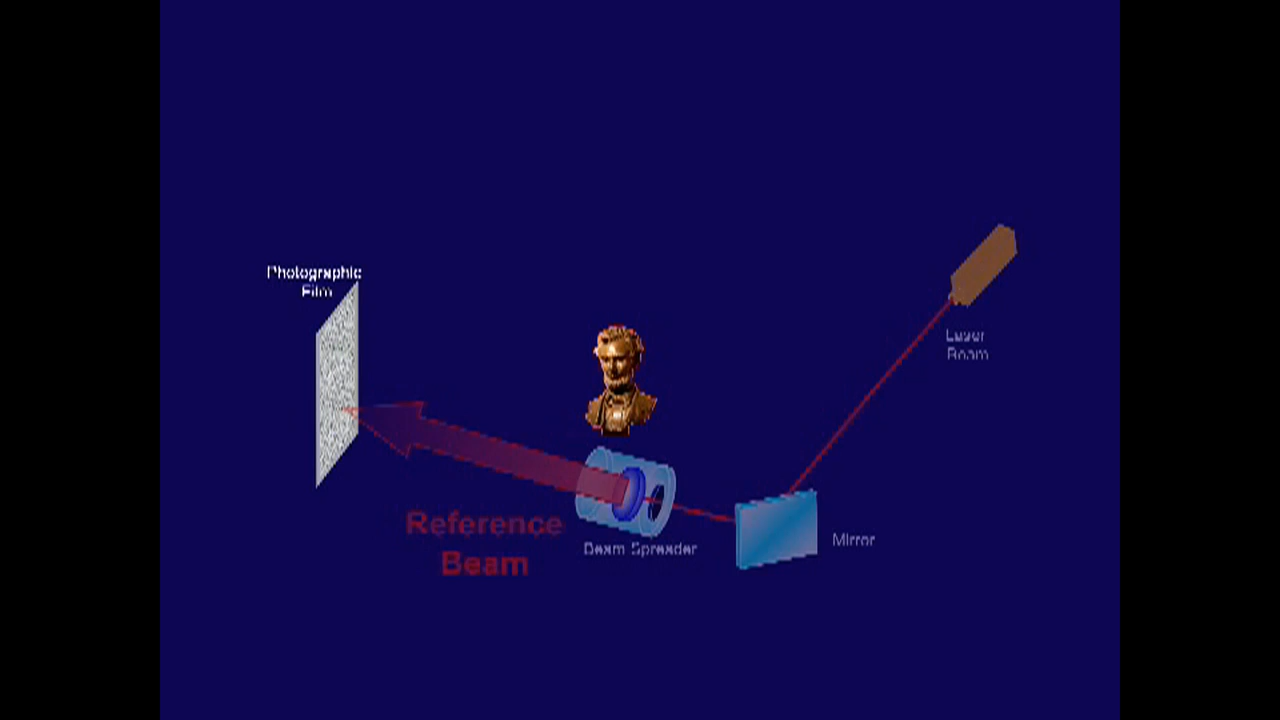 Photographic
Film
Laser
Beam
Reference
Beam
Beam Spreader
Mirror